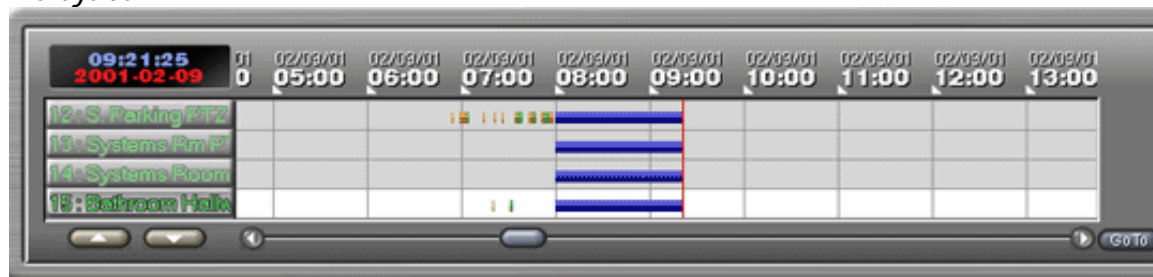 09:21:25
2001-02-09
01 02/09/01 02/09/01 02/09/01 02/09/01 02/09/01 02/09/01 02/09/01 02/09/01 02/09/01
0 05:00 06:00 07:00 08:00 09:00 10:00 11:00 12:00 13:00
12: S. Parking PTZ
13: Systems Rm P
14: Systems Room
15: Bathroom Hallw
GoTo